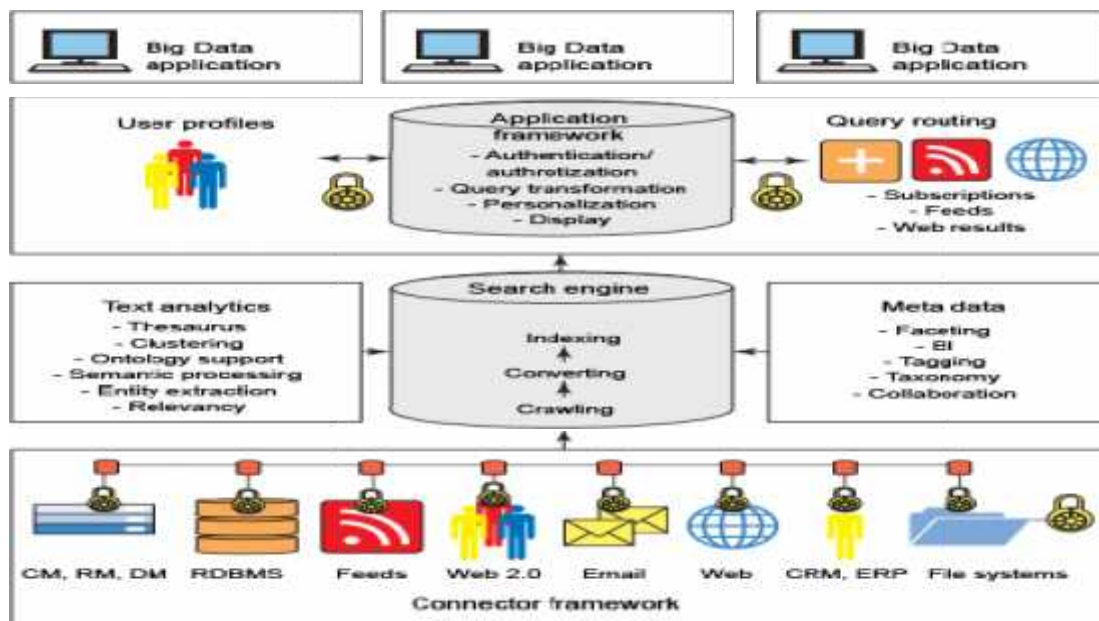 Big Data
application
Big Data
application
Big Data
application
User profiles
Application
framework
- Authentication/
authretization
- Query transformation
- Personalization
- Display
Query routing
- Subscriptions
- Feeds
- Web results
Text analytics
- Thesaurus
- Clustering
- Ontology support
- Semantic processing
- Entity extraction
- Relevancy
Search engine
Indexing
Converting
Crawling
Meta data
- Faceting
- BI
- Tagging
- Taxonomy
- Collaboration
CM, RM, DM
RDBMS
Feeds
Web 2.0
Email
Web
CRM, ERP
File systems
Connector framework